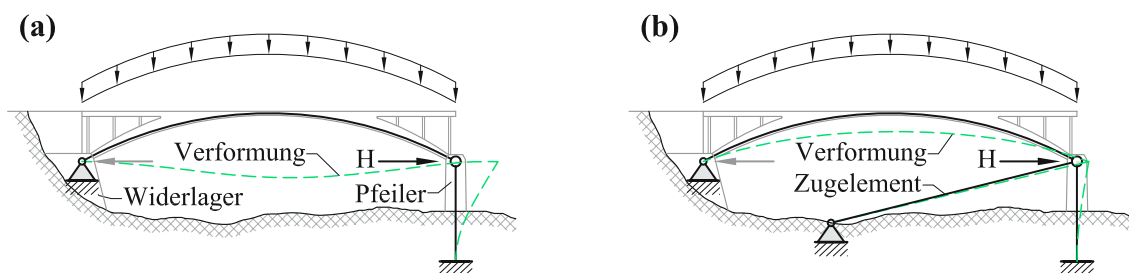 (a)
Verformung
H
Widerlager
Pfeiler
(b)
Verformung
H
Zugelement